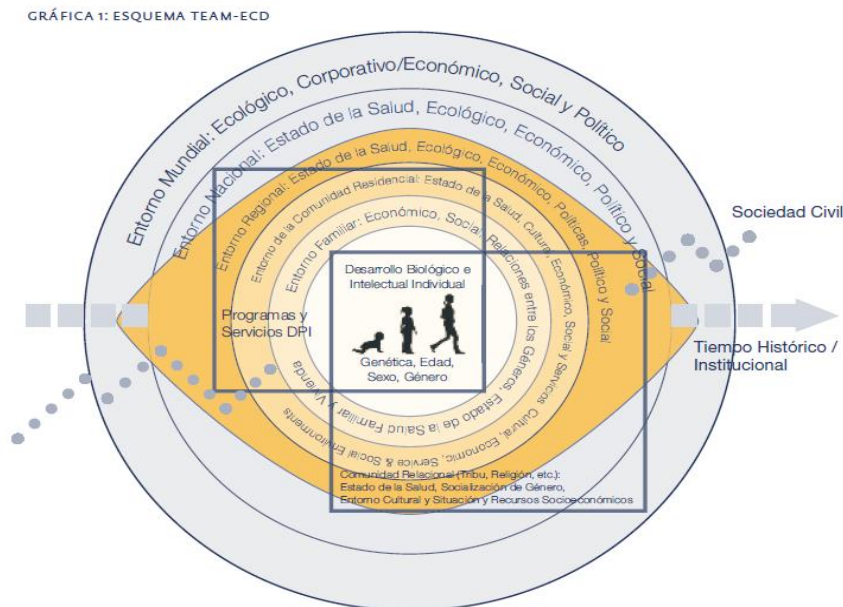 GRÁFICA 1: ESQUEMA TEAM-ECD
Entorno Mundial: Ecológico, Corporativo/Económico, Social y Político
Entorno Nacional: Estado de la Salud, Ecológico, Económico, Político y Social
Entorno Regional: Estado de la Salud, Ecológico, Económico, Políticas, Político y Social
Entorno de la Comunidad Residencial: Estado de la Salud, Cultura, Económico, Social y Servicios
Cultural, Economic, Service & Social Environments
Entorno Familiar: Económico, Social, Relaciones entre los Géneros, Estado de la Salud Familiar y Vivienda
Desarrollo Biológico e
Intelectual Individual
Genética, Edad,
Sexo, Género
Programas y
Servicios DPI
Sociedad Civil
Tiempo Histórico /
Institucional
Comunidad Relacional (Tribu, Religión, etc.):
Estado de la Salud, Socialización de Género,
Entorno Cultural y Situación y Recursos Socioeconómicos